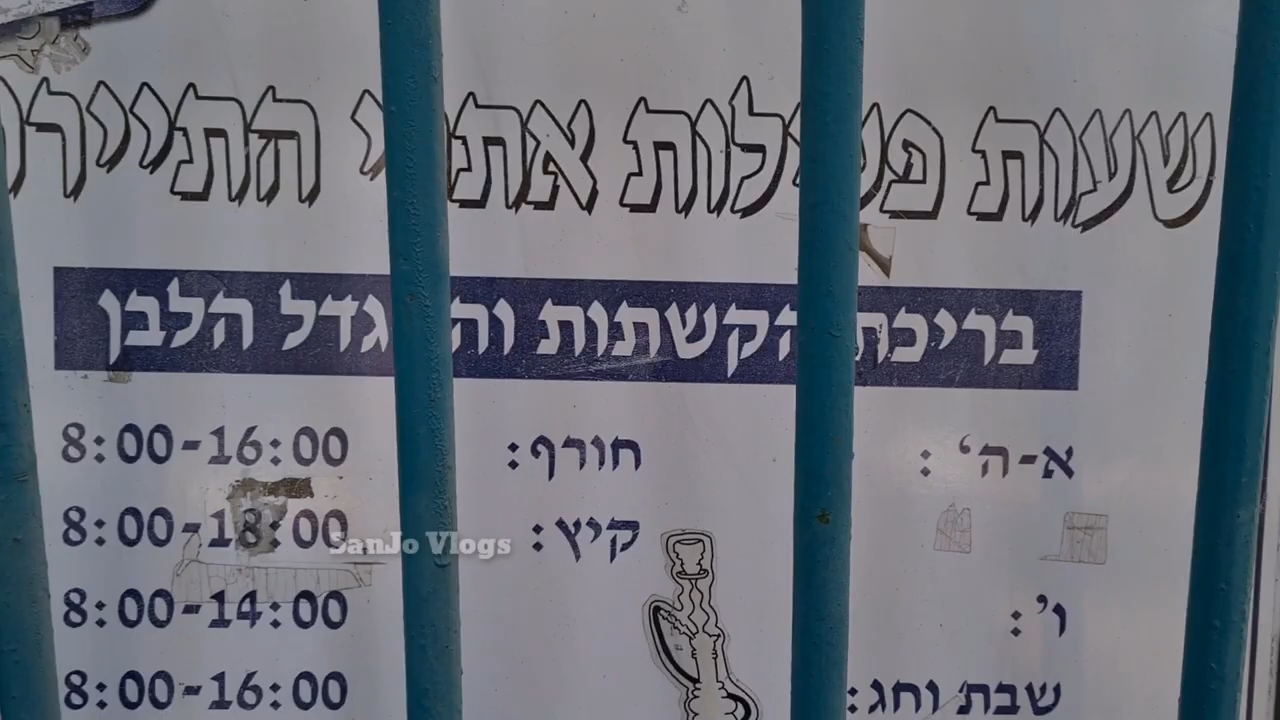 שעות פעילות אתרי התיירות
בריכת הקשתות והמגדל הלבן
א-ה' : חורף: 8:00-16:00
קיץ: 8:00-18:00
SanJo Vlogs
ו': 8:00-14:00
שבת וחג: 8:00-16:00